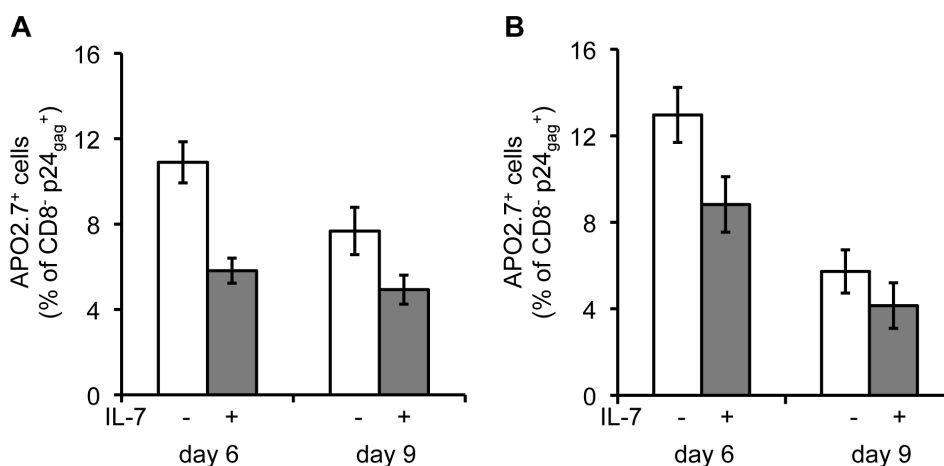 A
APO2.7+ cells
(% of CD8- p24gag+)
16
12
8
4
0
IL-7 - + - +
day 6 day 9
B
APO2.7+ cells
(% of CD8- p24gag+)
16
12
8
4
0
IL-7 - + - +
day 6 day 9